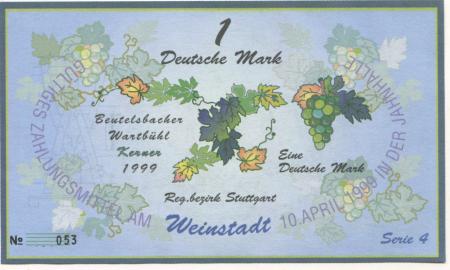 1
Deutsche Mark
Beutelsbacher
Wartbühl
Kerner
1999
Eine
Deutsche Mark
Reg.bezirk Stuttgart
Weinstadt
GÜLTIGES ZAHLUNGSMITTEL AM
10. APRIL 1999 IN DER JAHNHALLE
№ 053
Serie 4